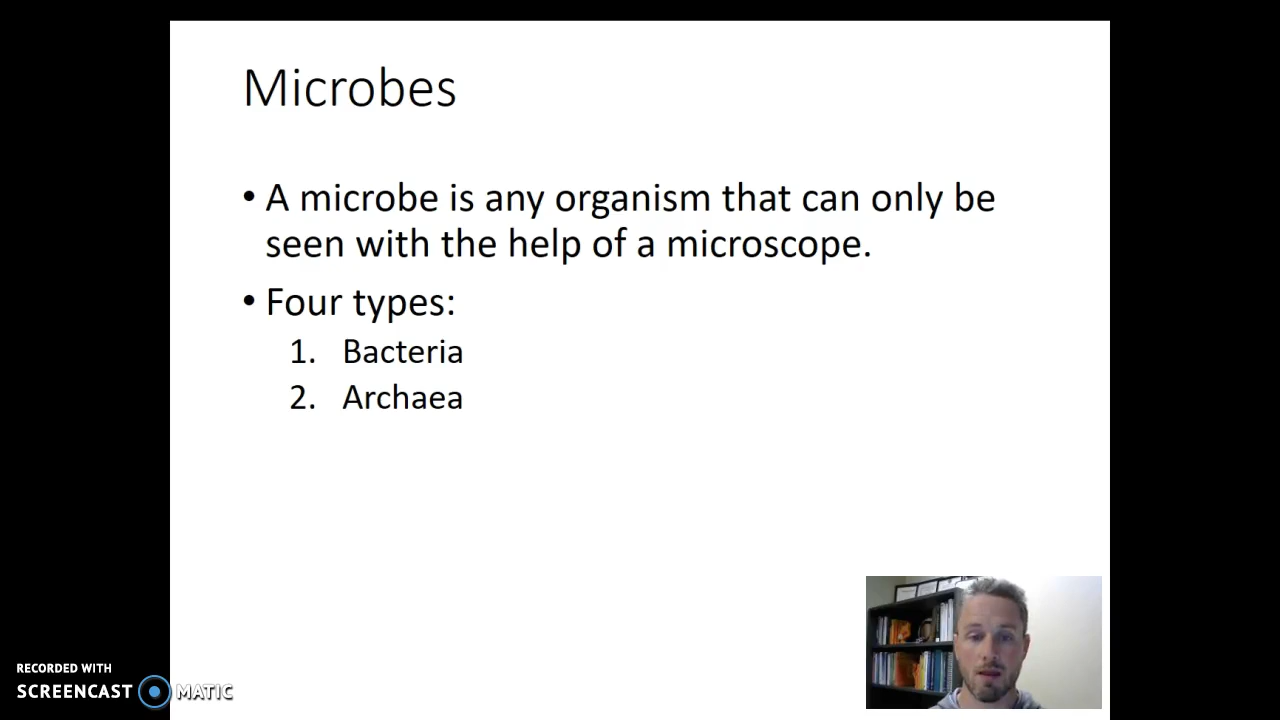 Microbes
• A microbe is any organism that can only be
seen with the help of a microscope.
• Four types:
1. Bacteria
2. Archaea
RECORDED WITH
SCREENCAST MATIC